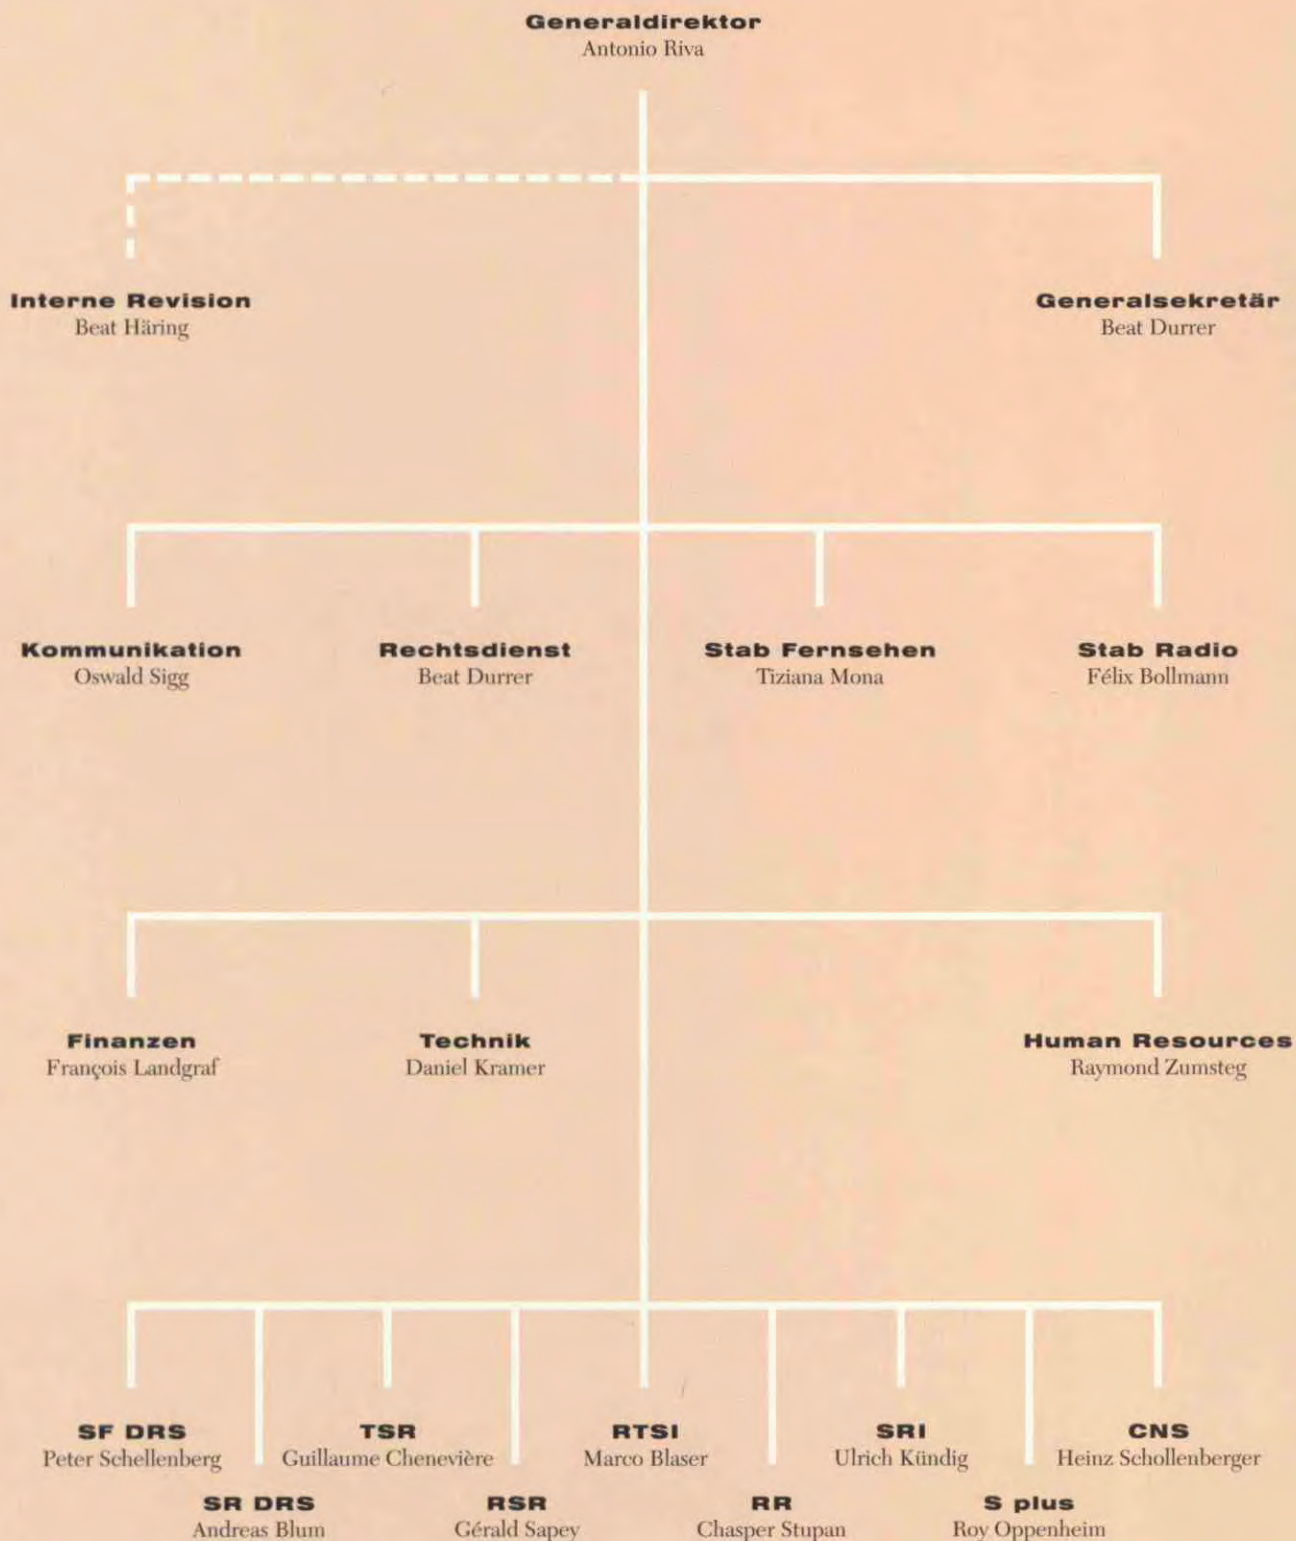 Generaldirektor
Antonio Riva
Interne Revision
Beat Häring
Generalsekretär
Beat Durrer
Kommunikation
Oswald Sigg
Rechtsdienst
Beat Durrer
Stab Fernsehen
Tiziana Mona
Stab Radio
Félix Bollmann
Finanzen
François Landgraf
Technik
Daniel Kramer
Human Resources
Raymond Zumsteg
SF DRS
Peter Schellenberg
TSR
Guillaume Chenevière
RTSI
Marco Blaser
SRI
Ulrich Kündig
CNS
Heinz Schollenberger
SR DRS
Andreas Blum
RSR
Gérald Sapey
RR
Chasper Stupan
S plus
Roy Oppenheim